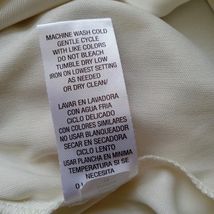 MACHINE WASH COLD
GENTLE CYCLE
WITH LIKE COLORS
DO NOT BLEACH
TUMBLE DRY LOW
IRON ON LOWEST SETTING
AS NEEDED
OR DRY CLEAN/
LAVAR EN LAVADORA
CON AGUA FRIA
CICLO DELICADO
CON COLORES SIMILARES
NO USAR BLANQUEADOR
SECAR EN SECADORA
CICLO LENTO
USAR PLANCHA EN MINIMA
TEMPERATURA SI SE
NECESITA